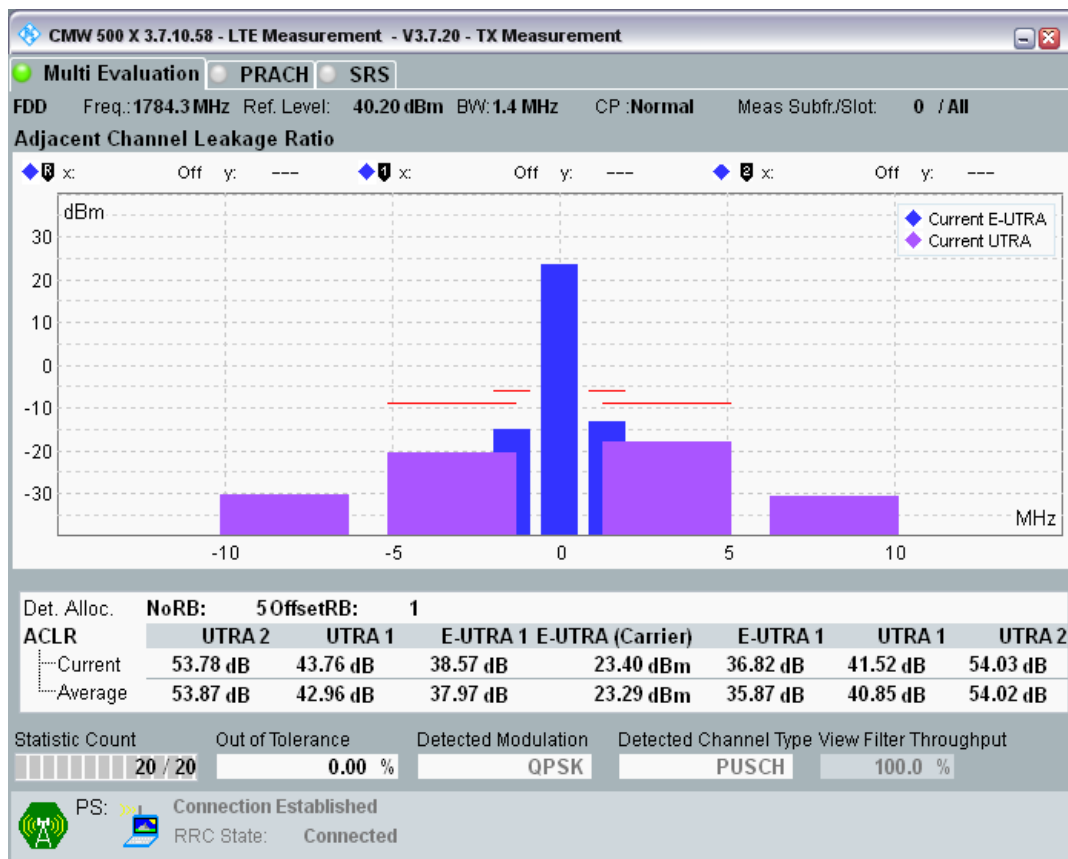 CMW 500 X 3.7.10.58 - LTE Measurement - V3.7.20 - TX Measurement
Multi Evaluation PRACH SRS
FDD Freq.: 1784.3 MHz Ref. Level: 40.20 dBm BW: 1.4 MHz CP : Normal Meas Subfr./Slot: 0 / All
Adjacent Channel Leakage Ratio
R x: Off y: --- 1 x: Off y: --- 2 x: Off y: ---
dBm
Current E-UTRA
Current UTRA
30
20
10
0
-10
-20
-30
MHz
-10 -5 0 5 10
Det. Alloc. NoRB: 5 OffsetRB: 1
ACLR UTRA 2 UTRA 1 E-UTRA 1 E-UTRA (Carrier) E-UTRA 1 UTRA 1 UTRA 2
Current 53.78 dB 43.76 dB 38.57 dB 23.40 dBm 36.82 dB 41.52 dB 54.03 dB
Average 53.87 dB 42.96 dB 37.97 dB 23.29 dBm 35.87 dB 40.85 dB 54.02 dB
Statistic Count Out of Tolerance Detected Modulation Detected Channel Type View Filter Throughput
20 / 20 0.00 % QPSK PUSCH 100.0 %
PS: Connection Established
RRC State: Connected